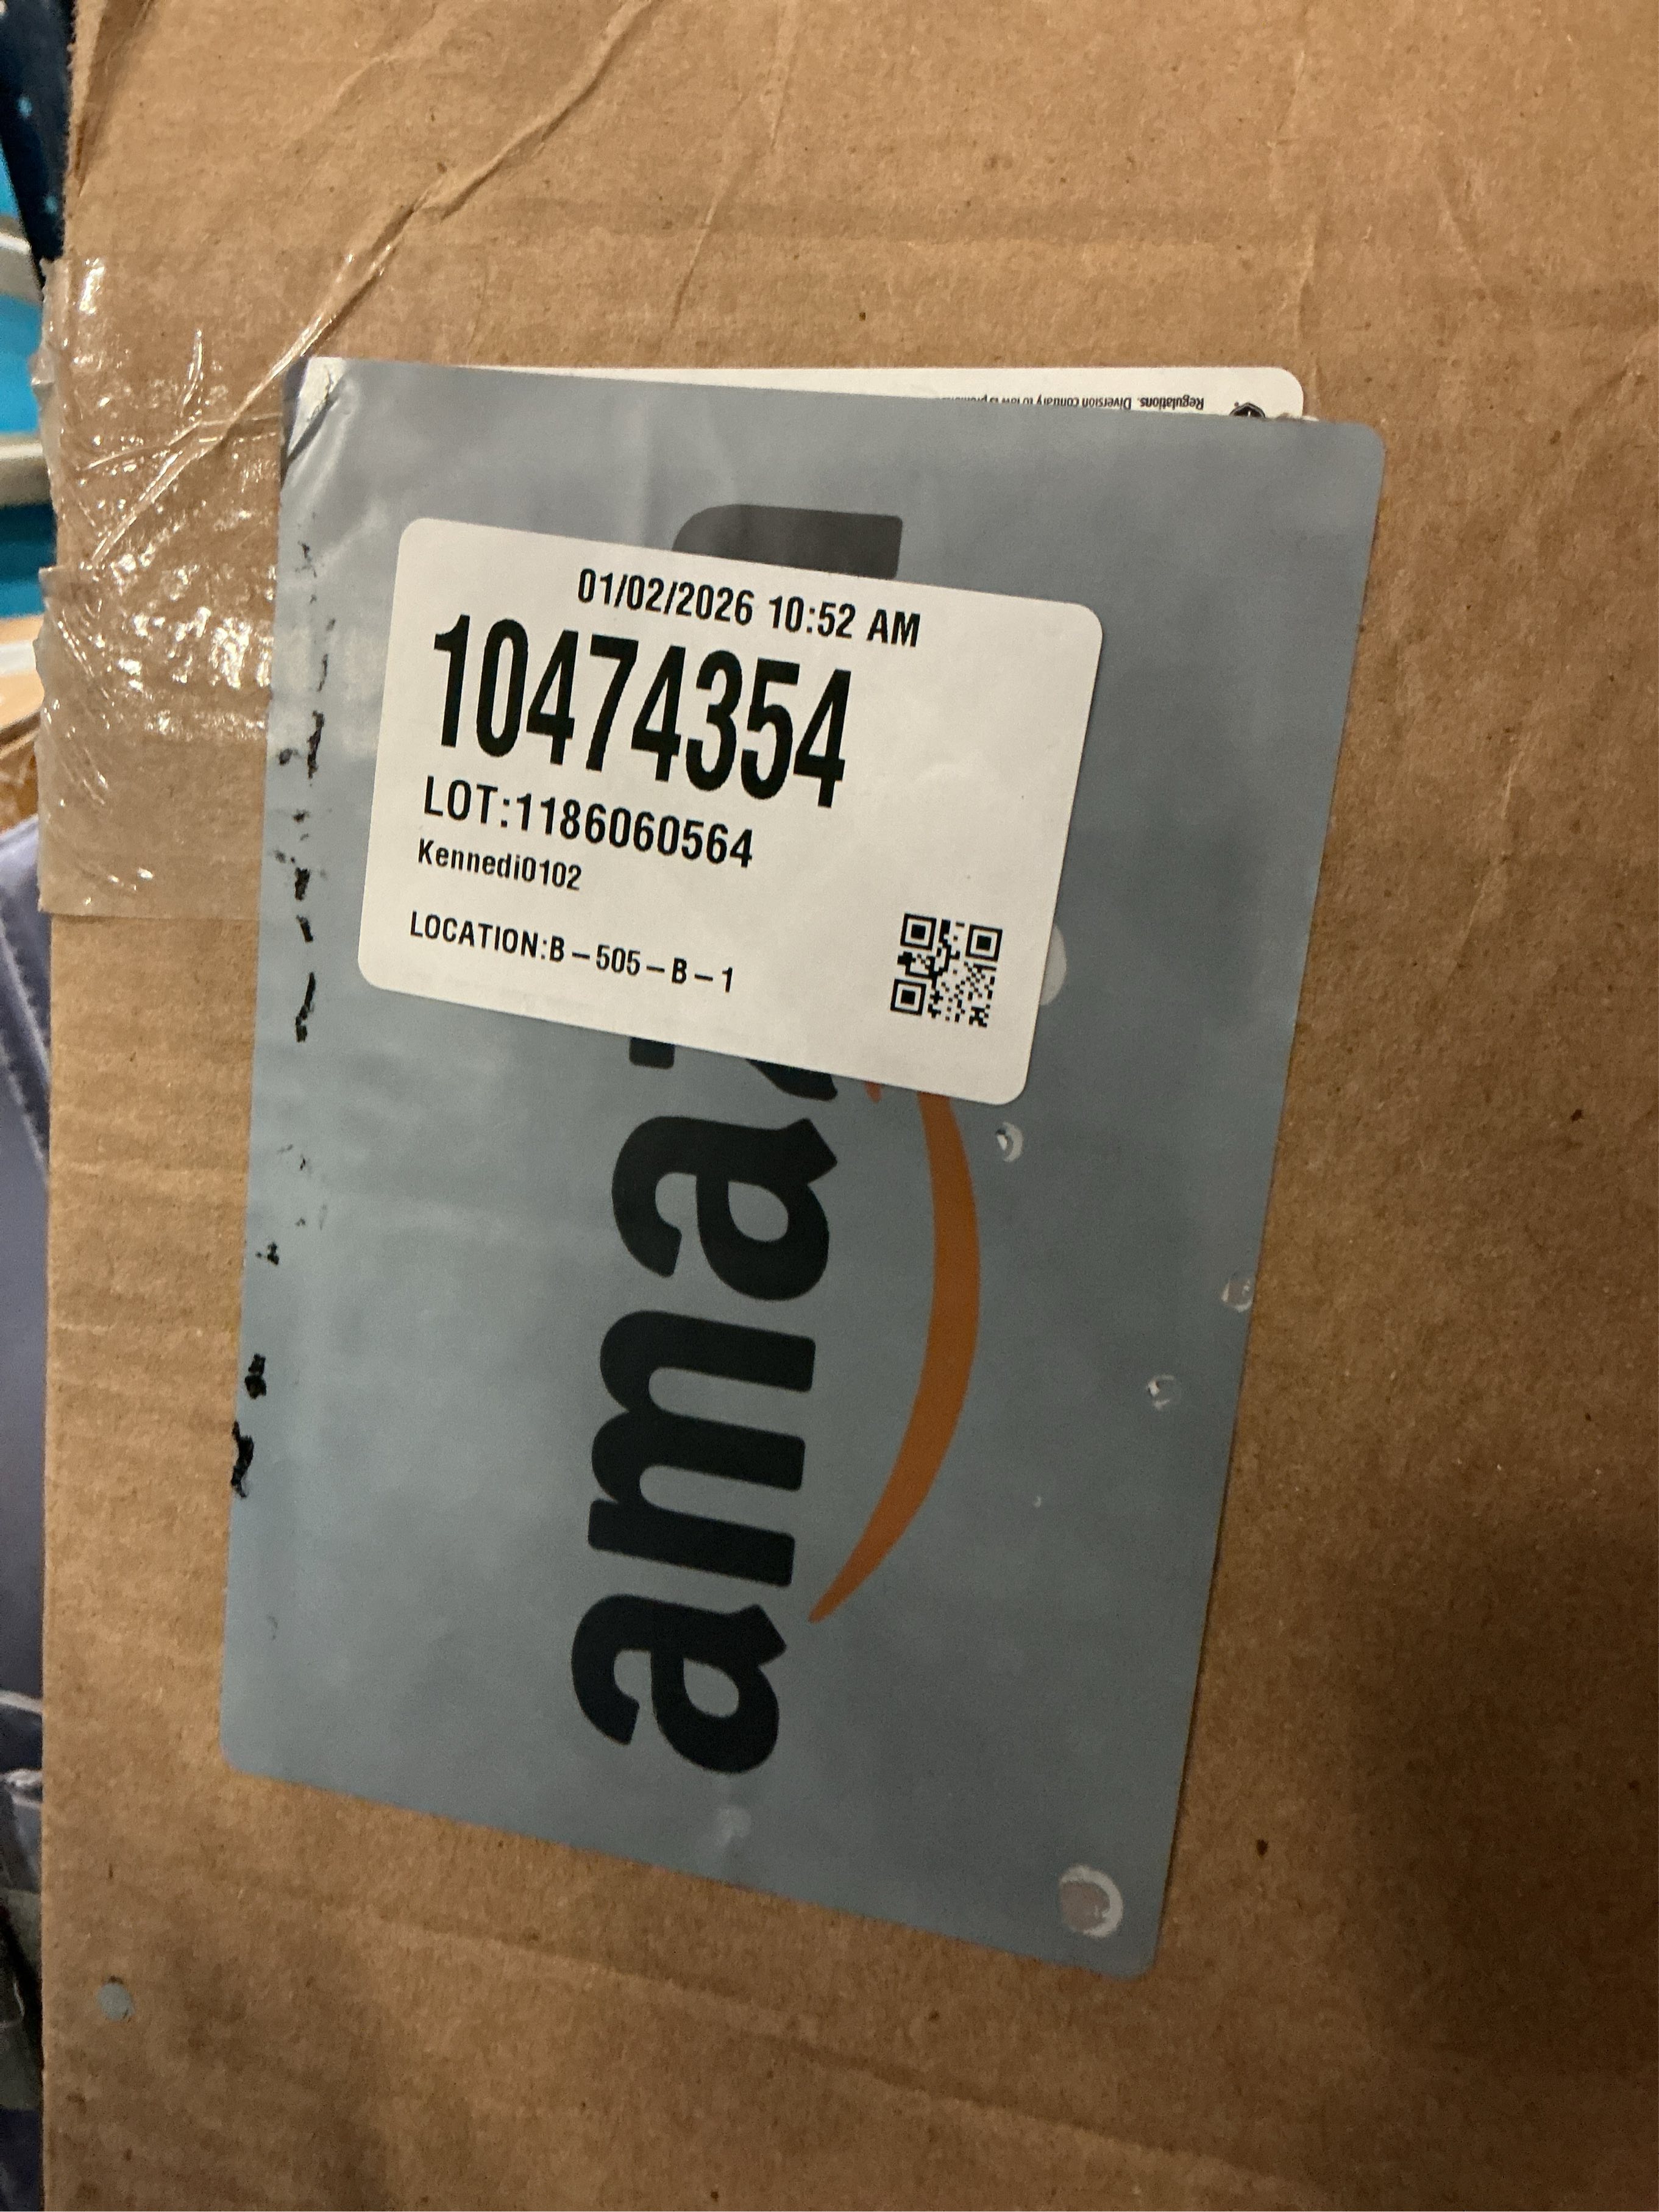 Regulations. Diversion contrary to law is
01/02/2026 10:52 AM
10474354
LOT:1186060564
Kennedi0102
LOCATION:B-505-B-1
ama